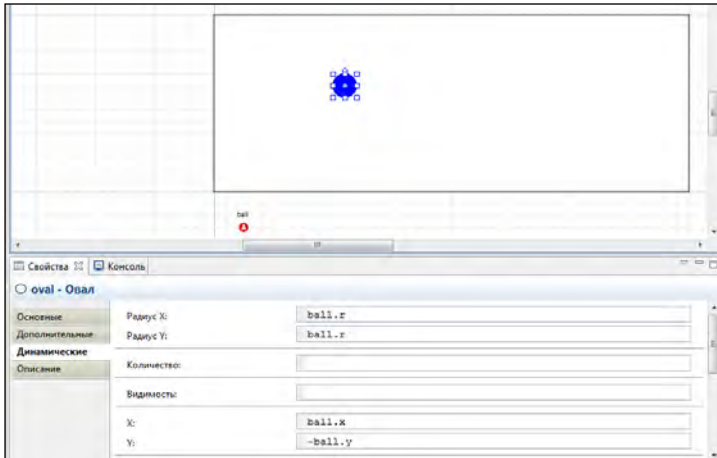 ball
A
Свойства
Консоль
oval - Овал
Основные
Дополнительные
Динамические
Описание
Радиус X: ball.r
Радиус Y: ball.r
Количество:
Видимость:
X: ball.x
Y: -ball.y